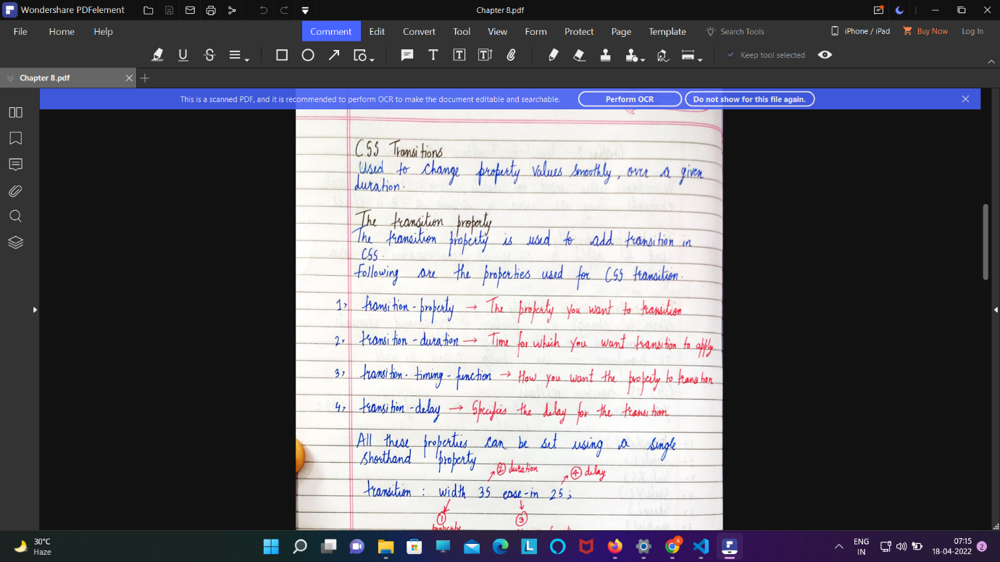 Wondershare PDFelement
Chapter 8.pdf
File Home Help
Comment Edit Convert Tool View Form Protect Page Template Search Tools
iPhone / iPad Buy Now Log In
Keep tool selected
Chapter 8.pdf
This is a scanned PDF, and it is recommended to perform OCR to make the document editable and searchable. Perform OCR Do not show for this file again.
CSS Transitions
Used to change property values smoothly, over a given
duration.
The transition property
The transition property is used to add transition in
CSS.
Following are the properties used for CSS transition.
1, transition-property → The property you want to transition
2, transition-duration → Time for which you want transition to apply
3, transition-timing-function → How you want the property to transition
4, transition-delay → Specifies the delay for the transition
All these properties can be set using a single
shorthand property
② duration ④ delay
transition : width 3S ease-in 2S;
① ③
property
30°C
Haze
ENG
IN
07:15
18-04-2022
2